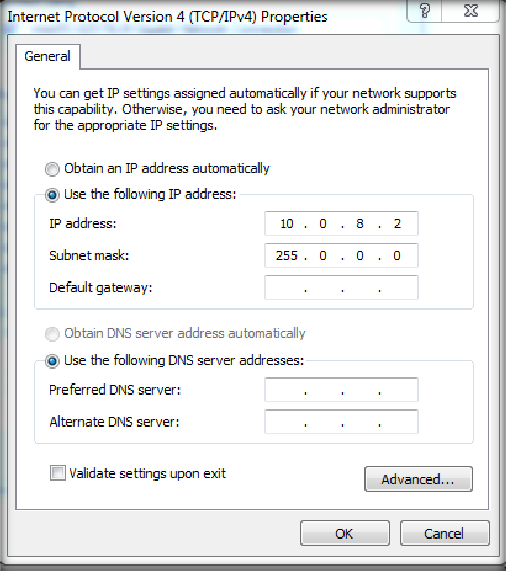 Internet Protocol Version 4 (TCP/IPv4) Properties
?
General
You can get IP settings assigned automatically if your network supports
this capability. Otherwise, you need to ask your network administrator
for the appropriate IP settings.
Obtain an IP address automatically
Use the following IP address:
IP address: 10 . 0 . 8 . 2
Subnet mask: 255 . 0 . 0 . 0
Default gateway: . . .
Obtain DNS server address automatically
Use the following DNS server addresses:
Preferred DNS server: . . .
Alternate DNS server: . . .
Validate settings upon exit
Advanced...
OK Cancel